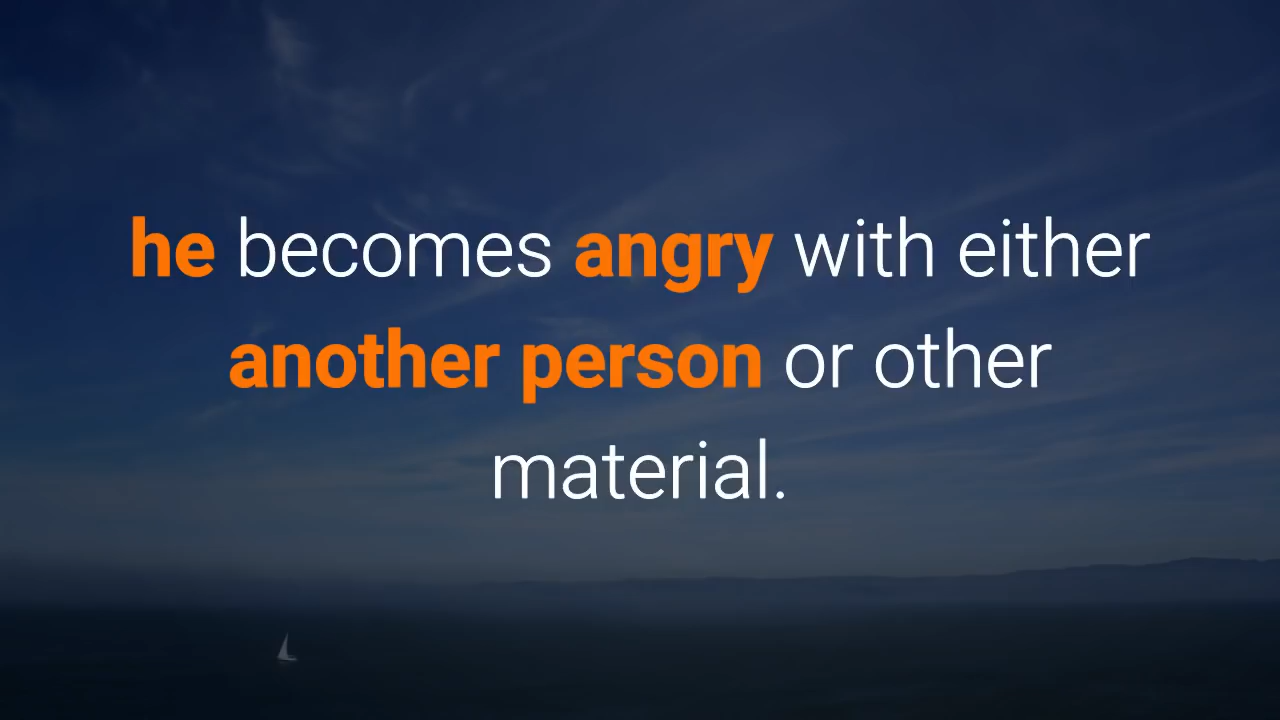 he becomes angry with either
another person or other
material.